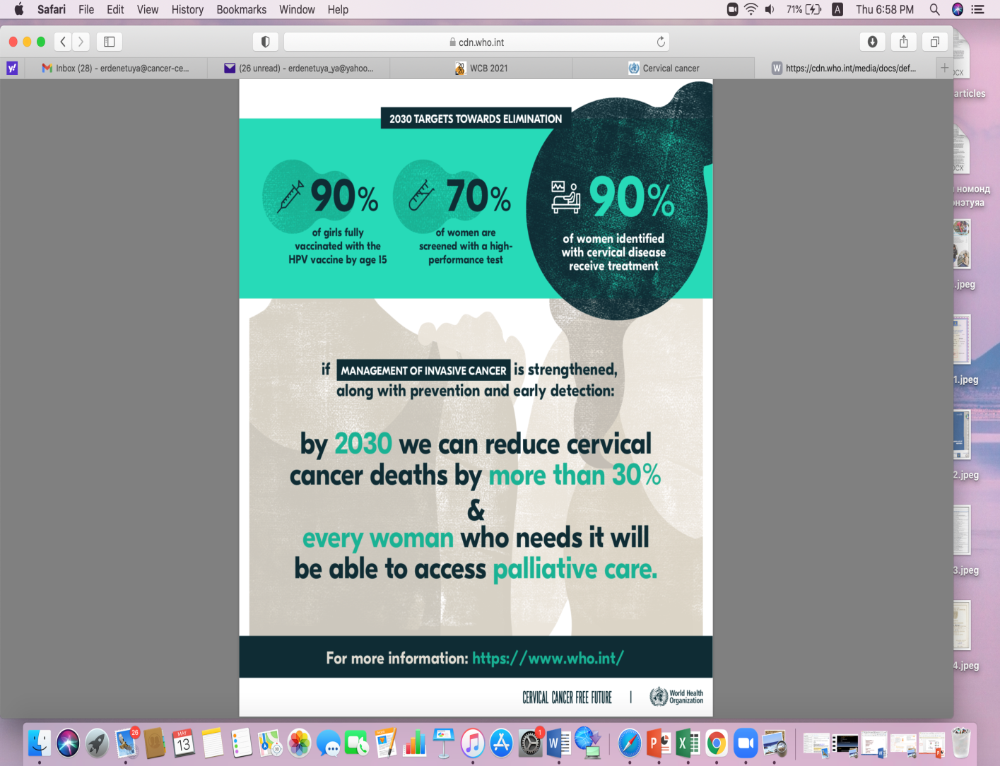 Safari File Edit View History Bookmarks Window Help
71% A Thu 6:58 PM
cdn.who.int
y!
Inbox (28) - erdenetuya@cancer-ce...
(26 unread) - erdenetuya_ya@yahoo...
WCB 2021
Cervical cancer
W https://cdn.who.int/media/docs/def...
2030 TARGETS TOWARDS ELIMINATION
90%
of girls fully
vaccinated with the
HPV vaccine by age 15
70%
of women are
screened with a high-
performance test
90%
of women identified
with cervical disease
receive treatment
if MANAGEMENT OF INVASIVE CANCER is strengthened,
along with prevention and early detection:
by 2030 we can reduce cervical
cancer deaths by more than 30%
&
every woman who needs it will
be able to access palliative care.
For more information: https://www.who.int/
CERVICAL CANCER FREE FUTURE | World Health
Organization
articles
номонд
.jpeg
1.jpeg
2.jpeg
3.jpeg
4.jpeg
26
MAY
13
1
W
P
X